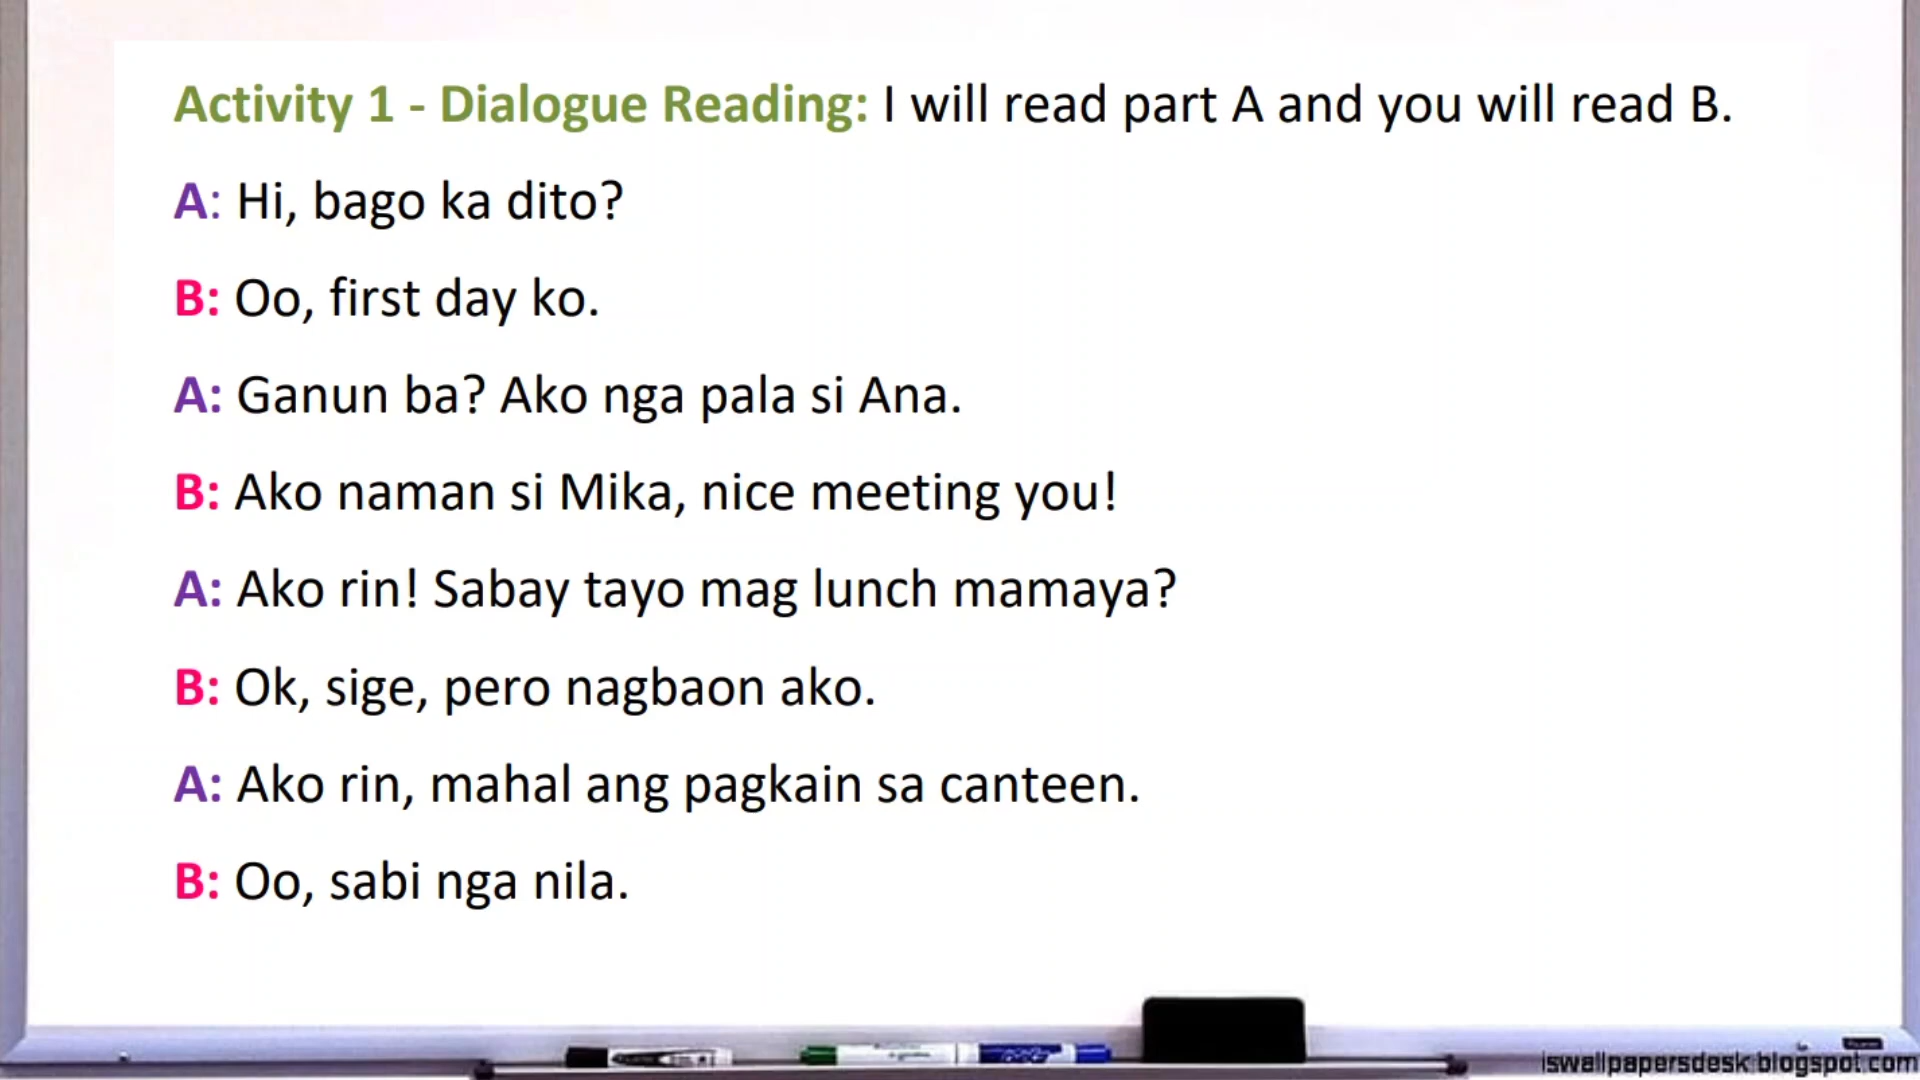 Activity 1 - Dialogue Reading: I will read part A and you will read B.
A: Hi, bago ka dito?
B: Oo, first day ko.
A: Ganun ba? Ako nga pala si Ana.
B: Ako naman si Mika, nice meeting you!
A: Ako rin! Sabay tayo mag lunch mamaya?
B: Ok, sige, pero nagbaon ako.
A: Ako rin, mahal ang pagkain sa canteen.
B: Oo, sabi nga nila.
iswallpapersdesk.blogspot.com